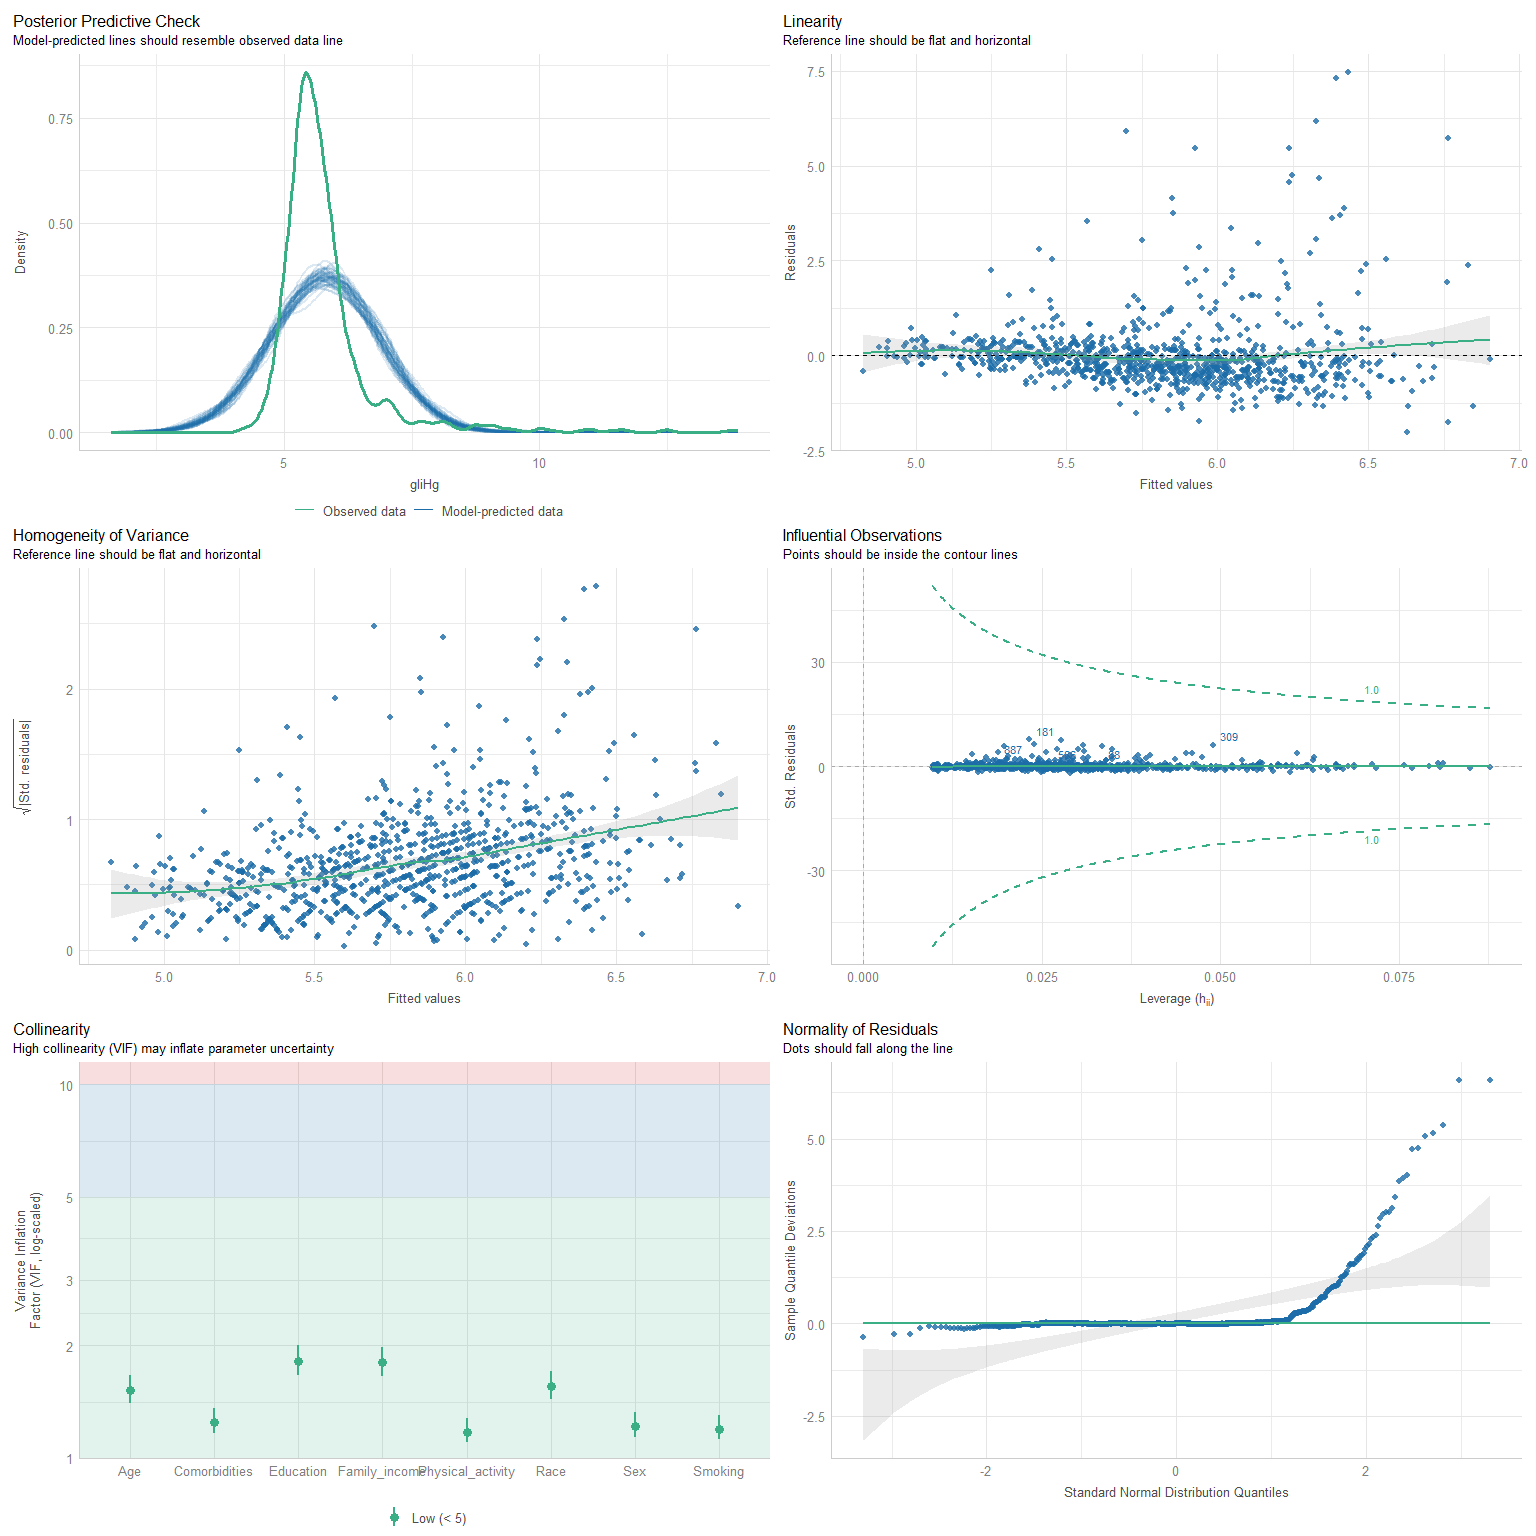 Posterior Predictive Check
Model-predicted lines should resemble observed data line
Density
0.75
0.50
0.25
0.00
5
10
gliHg
Observed data
Model-predicted data
Linearity
Reference line should be flat and horizontal
Residuals
7.5
5.0
2.5
0.0
-2.5
5.0
5.5
6.0
6.5
7.0
Fitted values
Homogeneity of Variance
Reference line should be flat and horizontal
√|Std. residuals|
2
1
0
5.0
5.5
6.0
6.5
7.0
Fitted values
Influential Observations
Points should be inside the contour lines
Std. Residuals
30
0
-30
1.0
181
309
1.0
0.000
0.025
0.050
0.075
Leverage (hii)
Collinearity
High collinearity (VIF) may inflate parameter uncertainty
Variance Inflation
Factor (VIF, log-scaled)
10
5
3
2
1
Age
Comorbidities
Education
Family_income
Physical_activity
Race
Sex
Smoking
Low (< 5)
Normality of Residuals
Dots should fall along the line
Sample Quantile Deviations
5.0
2.5
0.0
-2.5
-2
0
2
Standard Normal Distribution Quantiles